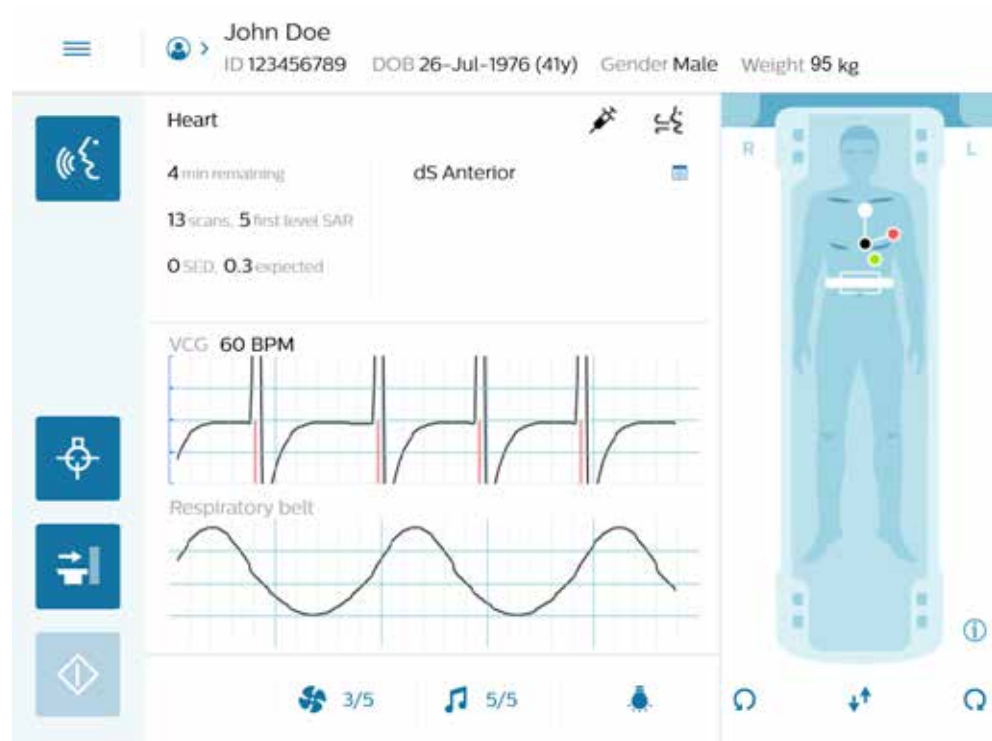 John Doe
ID 123456789 DOB 26-Jul-1976 (41y) Gender Male Weight 95 kg
Heart
4 min remaining
dS Anterior
13 scans, 5 first level SAR
0 SED, 0.3 expected
R
L
VCG 60 BPM
Respiratory belt
3/5
5/5